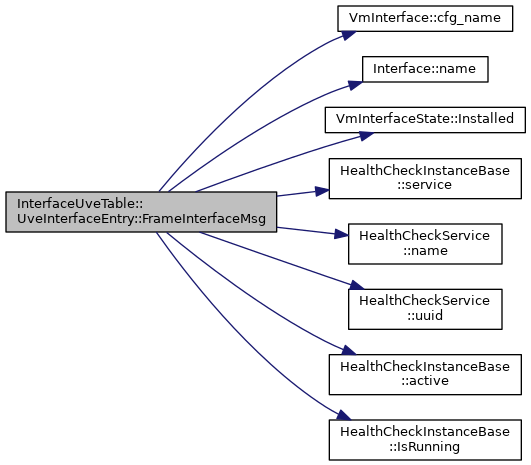 VmInterface::cfg_name
Interface::name
VmInterfaceState::Installed
HealthCheckInstanceBase
::service
InterfaceUveTable::
UveInterfaceEntry::FrameInterfaceMsg
HealthCheckService
::name
HealthCheckService
::uuid
HealthCheckInstanceBase
::active
HealthCheckInstanceBase
::IsRunning